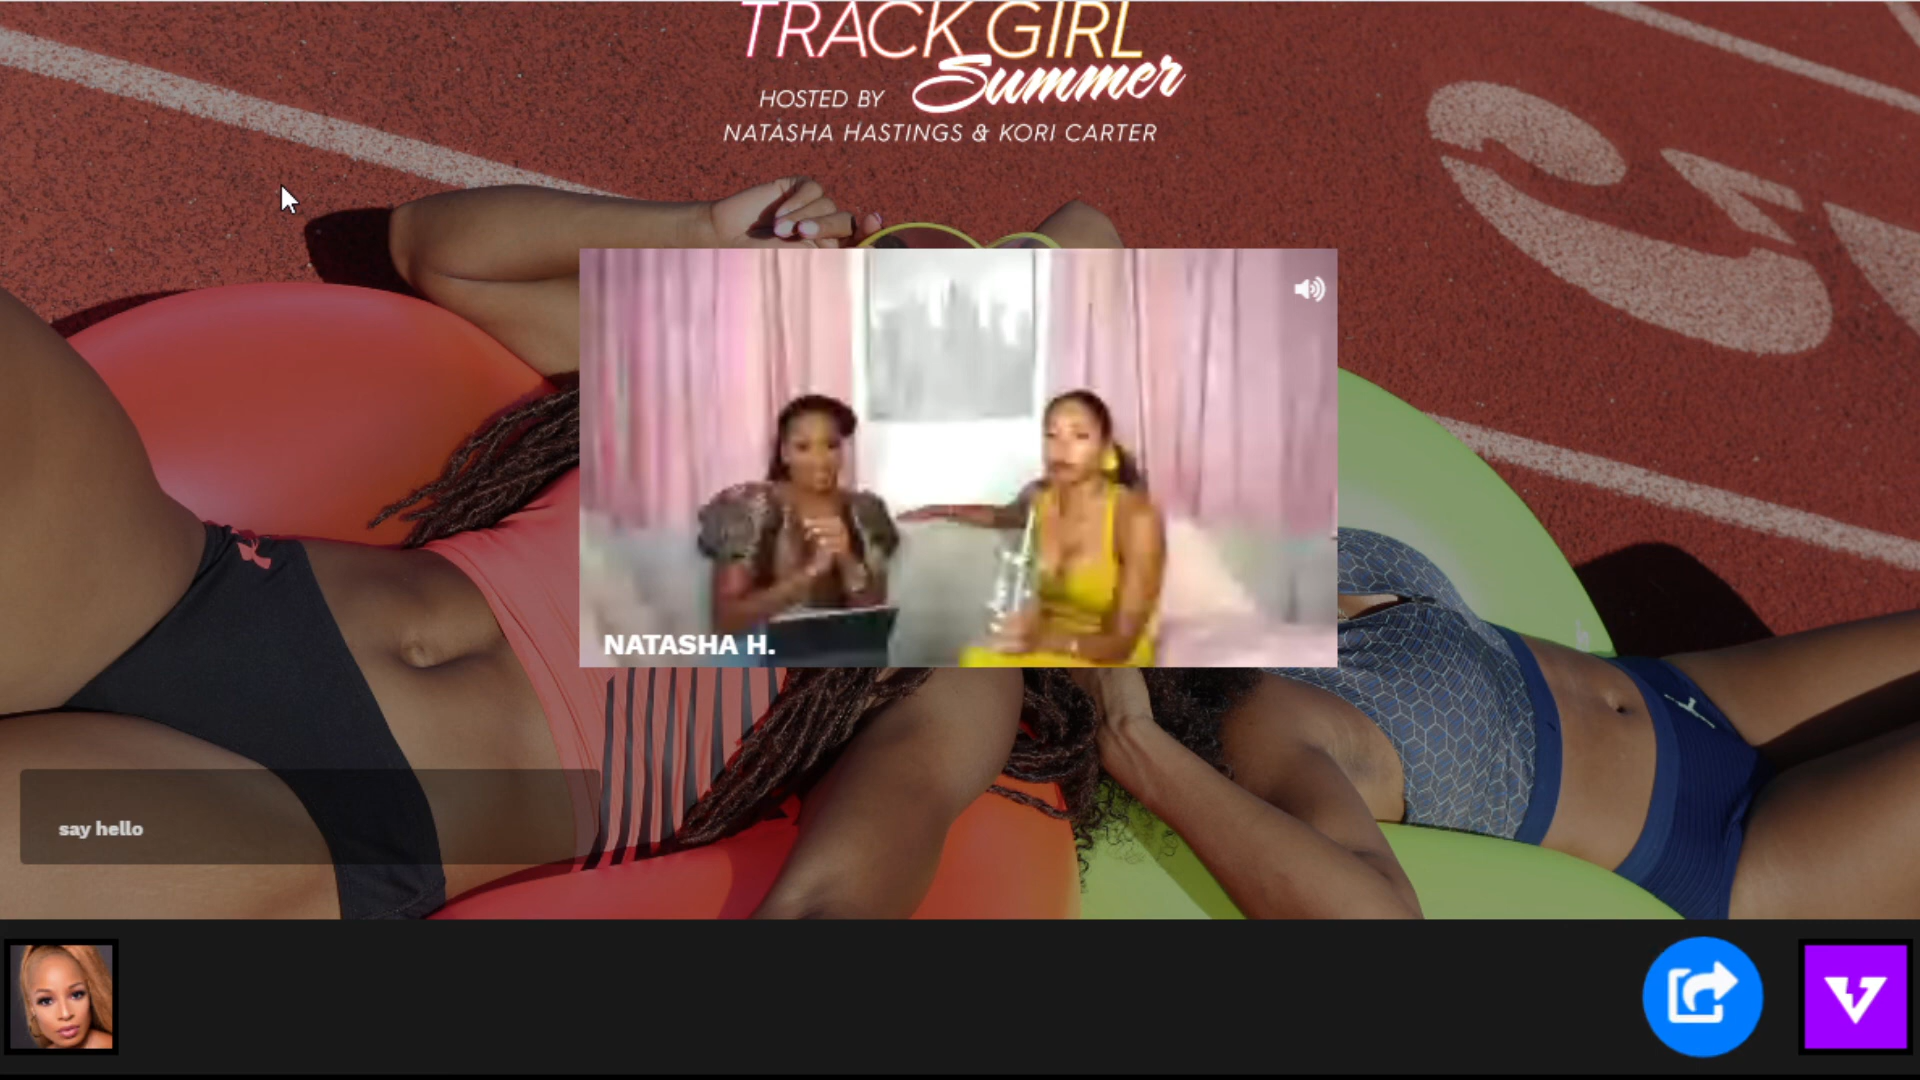 TRACK GIRL
Summer
HOSTED BY
NATASHA HASTINGS & KORI CARTER
NATASHA H.
say hello